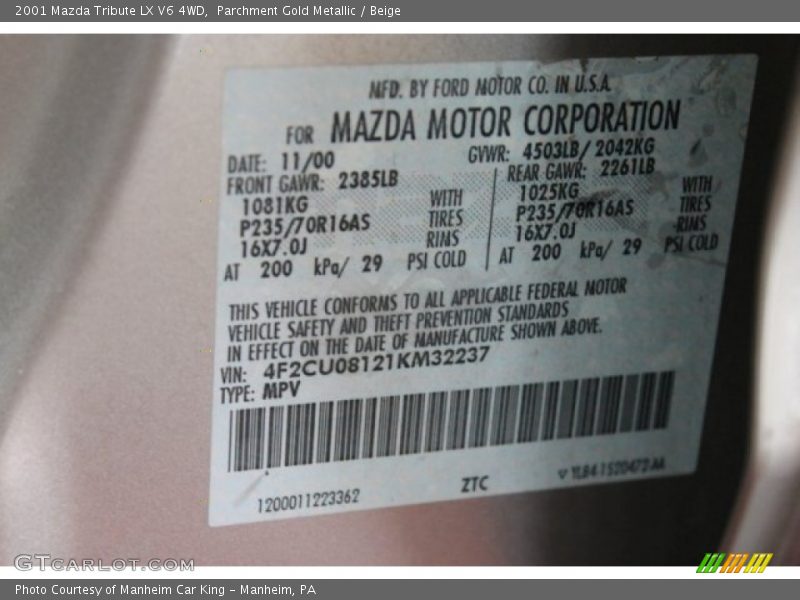 2001 Mazda Tribute LX V6 4WD,  Parchment Gold Metallic / Beige
MFD. BY FORD MOTOR CO. IN U.S.A.
FOR MAZDA MOTOR CORPORATION
DATE: 11/00 GVWR: 4503LB/ 2042KG
FRONT GAWR: 2385LB REAR GAWR: 2261LB
1081KG WITH 1025KG WITH
P235/70R16AS TIRES P235/70R16AS TIRES
16X7.0J RIMS 16X7.0J RIMS
AT 200 kPa/ 29 PSI COLD AT 200 kPa/ 29 PSI COLD
THIS VEHICLE CONFORMS TO ALL APPLICABLE FEDERAL MOTOR
VEHICLE SAFETY AND THEFT PREVENTION STANDARDS
IN EFFECT ON THE DATE OF MANUFACTURE SHOWN ABOVE.
VIN: 4F2CU08121KM32237
TYPE: MPV
1200011223362 ZTC YL84-1520472-AA
GTcarlot.com
Photo Courtesy of Manheim Car King - Manheim, PA